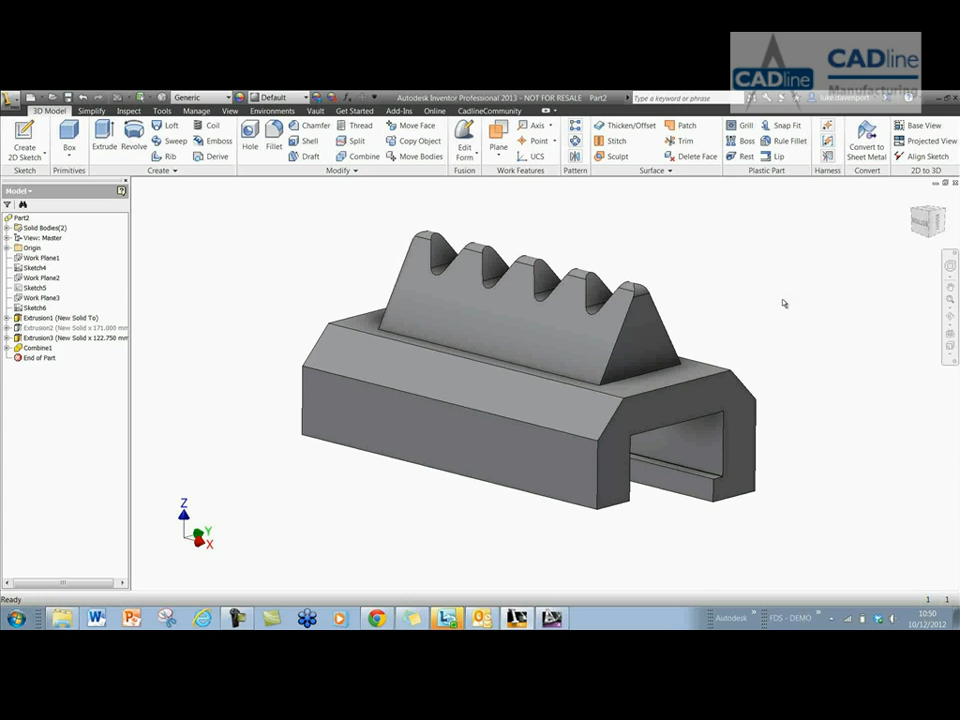 CADline
CADline
Manufacturing
Generic
Default
Autodesk Inventor Professional 2013 - NOT FOR RESALE Part2
Type a keyword or phrase
luke.davenport
3D Model Simplify Inspect Tools Manage View Environments Vault Get Started Autodesk 360 Online CadlineCommunity
Create
2D Sketch
Sketch
Box
Primitives
Extrude
Revolve
Loft
Coil
Sweep
Emboss
Rib
Derive
Create
Hole
Fillet
Chamfer
Thread
Move Face
Shell
Split
Copy Object
Draft
Combine
Move Bodies
Modify
Edit
Form
Fusion
Plane
Axis
Point
UCS
Work Features
Pattern
Thicken/Offset
Patch
Stitch
Trim
Sculpt
Delete Face
Surface
Grill
Snap Fit
Boss
Rule Fillet
Rest
Lip
Plastic Part
Harness
Convert to
Sheet Metal
Convert
Base View
Projected View
Align Sketch
2D to 3D
Model
Part2
Solid Bodies(2)
View: Master
Origin
Work Plane1
Sketch4
Work Plane2
Sketch5
Work Plane3
Sketch6
Extrusion1 (New Solid To)
Extrusion2 (New Solid x 171.000 mm
Extrusion3 (New Solid x 122.750 mm
Combine1
End of Part
Z
Y
X
Ready
1 1
Autodesk
FDS - DEMO
10:50
10/12/2012